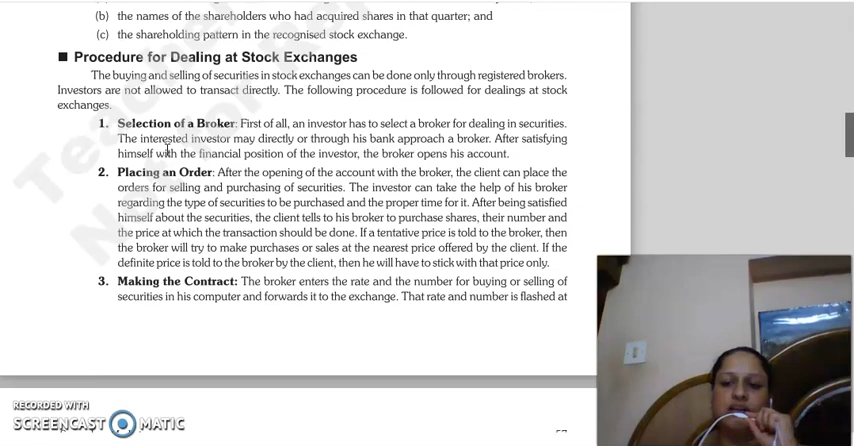 (b) the names of the shareholders who had acquired shares in that quarter; and
(c) the shareholding pattern in the recognised stock exchange.
■ Procedure for Dealing at Stock Exchanges
The buying and selling of securities in stock exchanges can be done only through registered brokers.
Investors are not allowed to transact directly. The following procedure is followed for dealings at stock
exchanges.
1. Selection of a Broker: First of all, an investor has to select a broker for dealing in securities.
The interested investor may directly or through his bank approach a broker. After satisfying
himself with the financial position of the investor, the broker opens his account.
2. Placing an Order: After the opening of the account with the broker, the client can place the
orders for selling and purchasing of securities. The investor can take the help of his broker
regarding the type of securities to be purchased and the proper time for it. After being satisfied
himself about the securities, the client tells to his broker to purchase shares, their number and
the price at which the transaction should be done. If a tentative price is told to the broker, then
the broker will try to make purchases or sales at the nearest price offered by the client. If the
definite price is told to the broker by the client, then he will have to stick with that price only.
3. Making the Contract: The broker enters the rate and the number for buying or selling of
securities in his computer and forwards it to the exchange. That rate and number is flashed at
RECORDED WITH
SCREENCAST MATIC